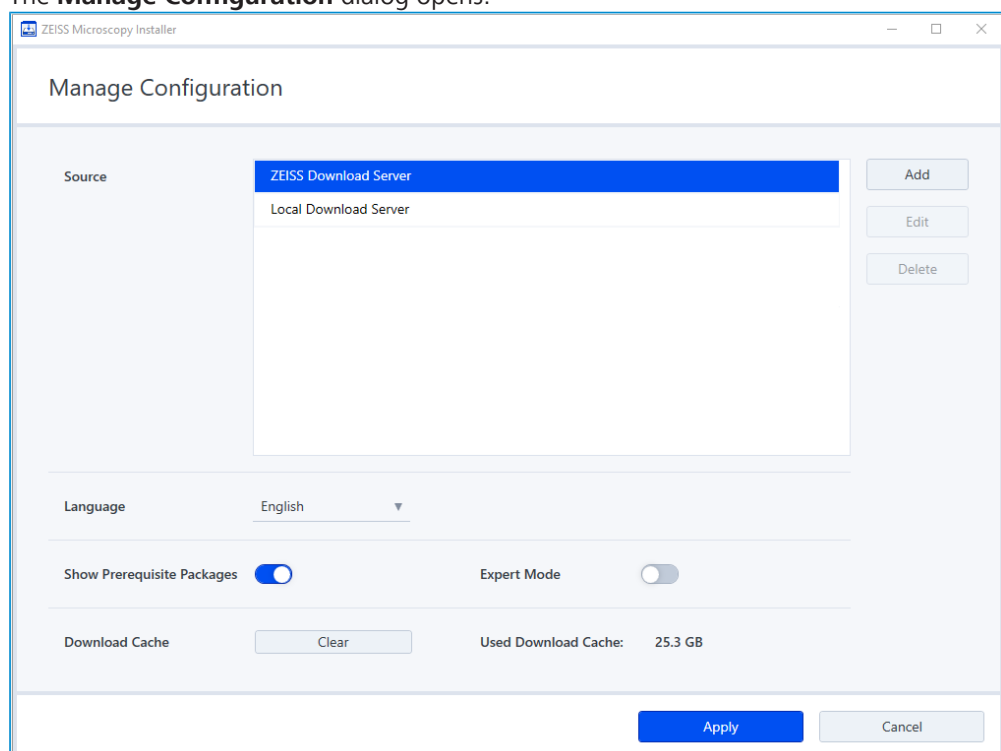 The Manage Configuration dialog opens:
ZEISS Microscopy Installer
Manage Configuration
Source
ZEISS Download Server
Local Download Server
Add
Edit
Delete
Language
English
Show Prerequisite Packages
Expert Mode
Download Cache
Clear
Used Download Cache: 25.3 GB
Apply
Cancel